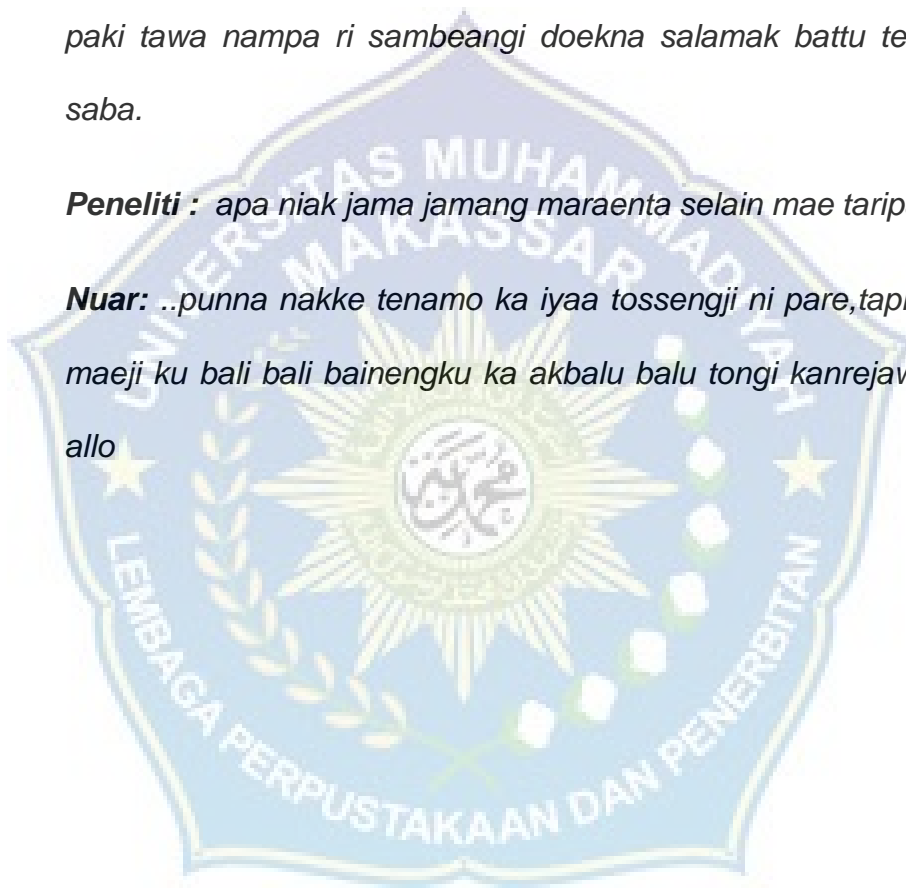 paki tawa nampa ri sambeangi doekna salamak battu te
saba.
Peneliti : apa niak jama jamang maraenta selain mae tarip
Nuar: ..punna nakke tenamo ka iyaa tossengji ni pare,tapi
maeji ku bali bali bainengku ka akbalu balu tongi kanrejaw
allo
UNIVERSITAS MUHAMMADIYAH
MAKASSAR
LEMBAGA PERPUSTAKAAN DAN PENERBITAN